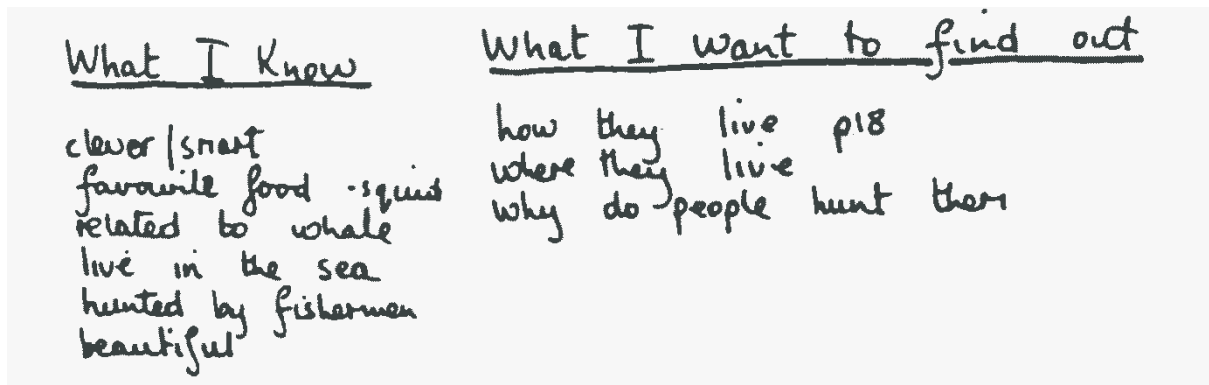 What I Know
clever/smart
favourite food - squid
related to whale
live in the sea
hunted by fishermen
beautiful
What I want to find out
how they live p18
where they live
why do people hunt them